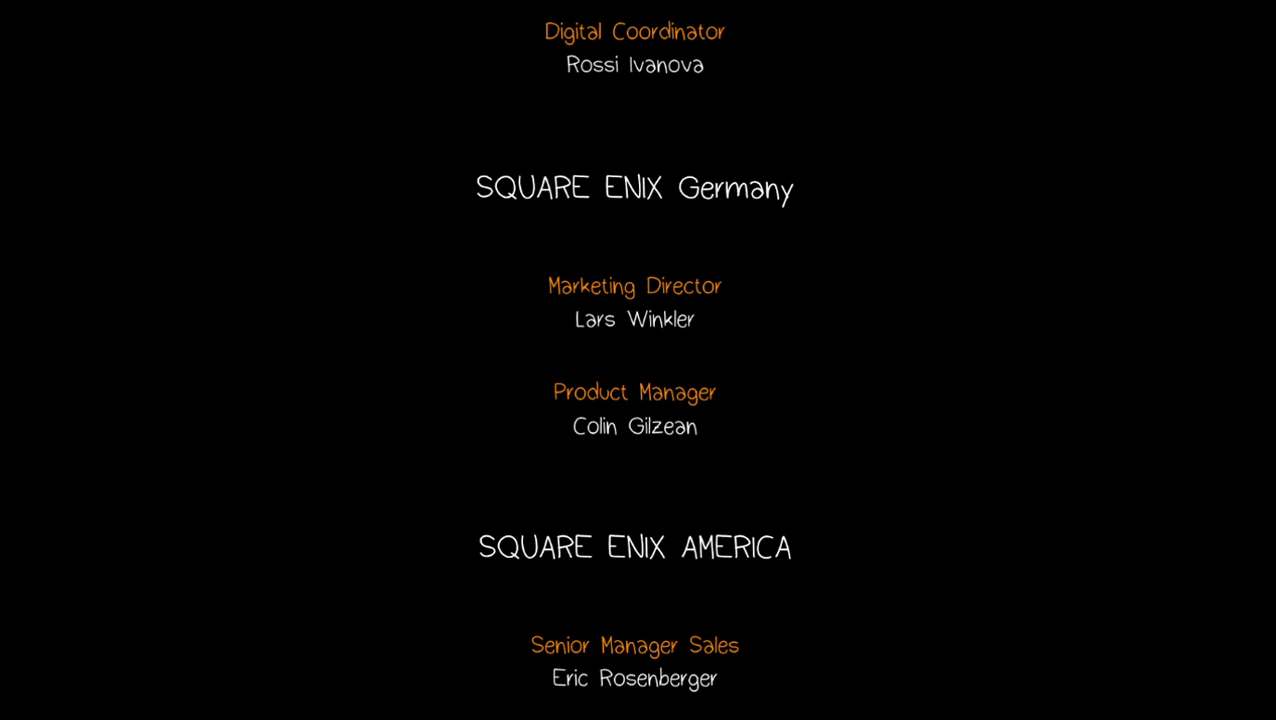 Digital Coordinator
Rossi Ivanova
SQUARE ENIX Germany
Marketing Director
Lars Winkler
Product Manager
Colin Gilzean
SQUARE ENIX AMERICA
Senior Manager Sales
Eric Rosenberger